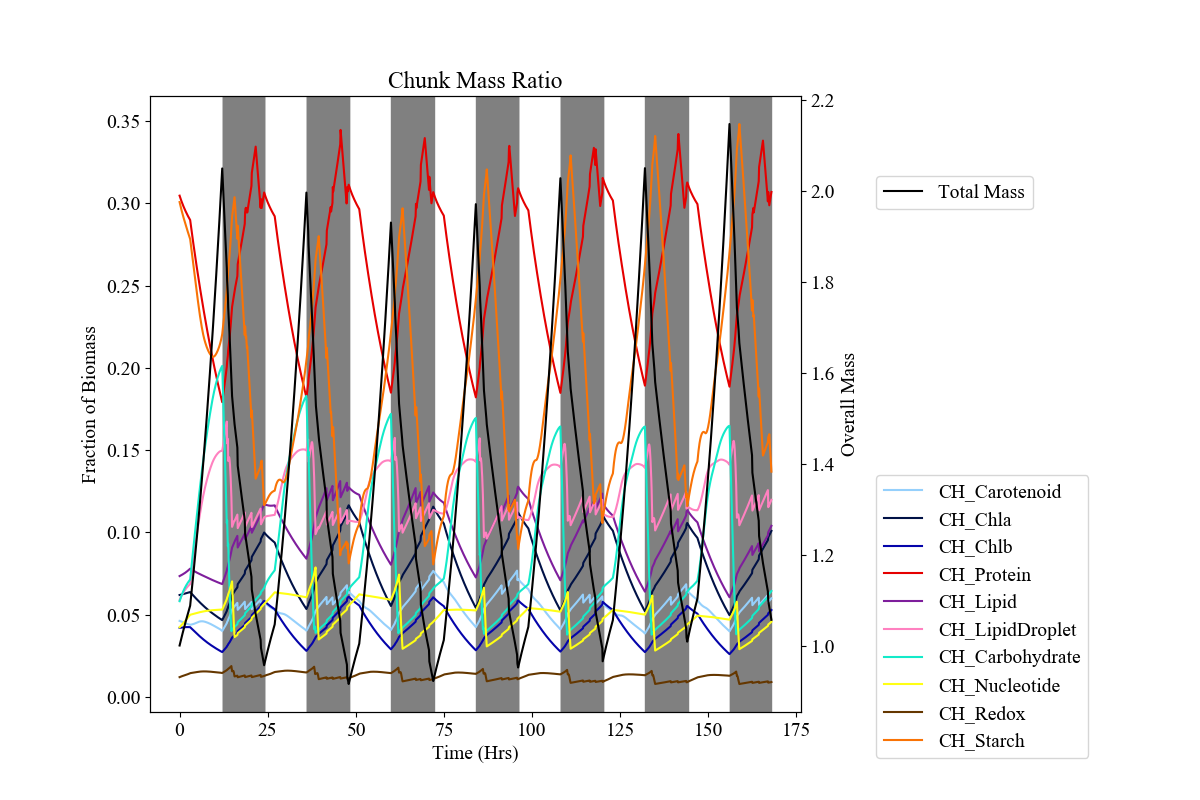 Chunk Mass Ratio
0.35
0.30
0.25
0.20
0.15
0.10
0.05
0.00
Fraction of Biomass
0
25
50
75
100
125
150
175
Time (Hrs)
2.2
2.0
1.8
1.6
1.4
1.2
1.0
Overall Mass
Total Mass
CH_Carotenoid
CH_Chla
CH_Chlb
CH_Protein
CH_Lipid
CH_LipidDroplet
CH_Carbohydrate
CH_Nucleotide
CH_Redox
CH_Starch